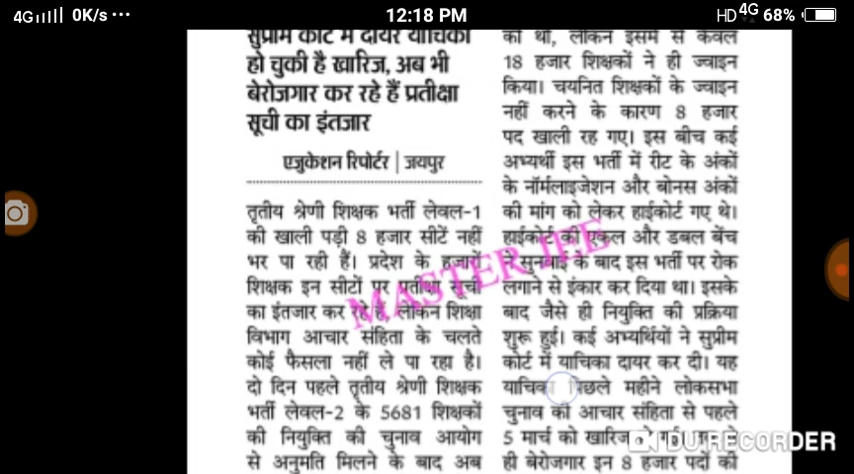 4G 0K/s
12:18 PM
HD 4G 68%
सुप्रीम कोर्ट में दायर याचिका
हो चुकी है खारिज, अब भी
बेरोजगार कर रहे हैं प्रतीक्षा
सूची का इंतजार
एजुकेशन रिपोर्टर | जयपुर
तृतीय श्रेणी शिक्षक भर्ती लेवल-1
की खाली पड़ी 8 हजार सीटें नहीं
भर पा रही हैं। प्रदेश के हजारों
शिक्षक इन सीटों पर प्रतीक्षा सूची
का इंतजार कर रहे हैं, लेकिन शिक्षा
विभाग आचार संहिता के चलते
कोई फैसला नहीं ले पा रहा है।
दो दिन पहले तृतीय श्रेणी शिक्षक
भर्ती लेवल-2 के 5681 शिक्षकों
की नियुक्ति की चुनाव आयोग
से अनुमति मिलने के बाद अब
की थी, लेकिन इसमें से केवल
18 हजार शिक्षकों ने ही ज्वाइन
किया। चयनित शिक्षकों के ज्वाइन
नहीं करने के कारण 8 हजार
पद खाली रह गए। इस बीच कई
अभ्यर्थी इस भर्ती में रीट के अंकों
के नॉर्मलाइजेशन और बोनस अंकों
की मांग को लेकर हाईकोर्ट गए थे।
हाईकोर्ट की एकल और डबल बेंच
ने सुनवाई के बाद इस भर्ती पर रोक
लगाने से इंकार कर दिया था। इसके
बाद जैसे ही नियुक्ति की प्रक्रिया
शुरू हुई। कई अभ्यर्थियों ने सुप्रीम
कोर्ट में याचिका दायर कर दी। यह
याचिका पिछले महीने लोकसभा
चुनाव की आचार संहिता से पहले
5 मार्च को खारिज
ही बेरोजगार इन 8 हजार पदों की
MASTER JEE
DU RECORDER